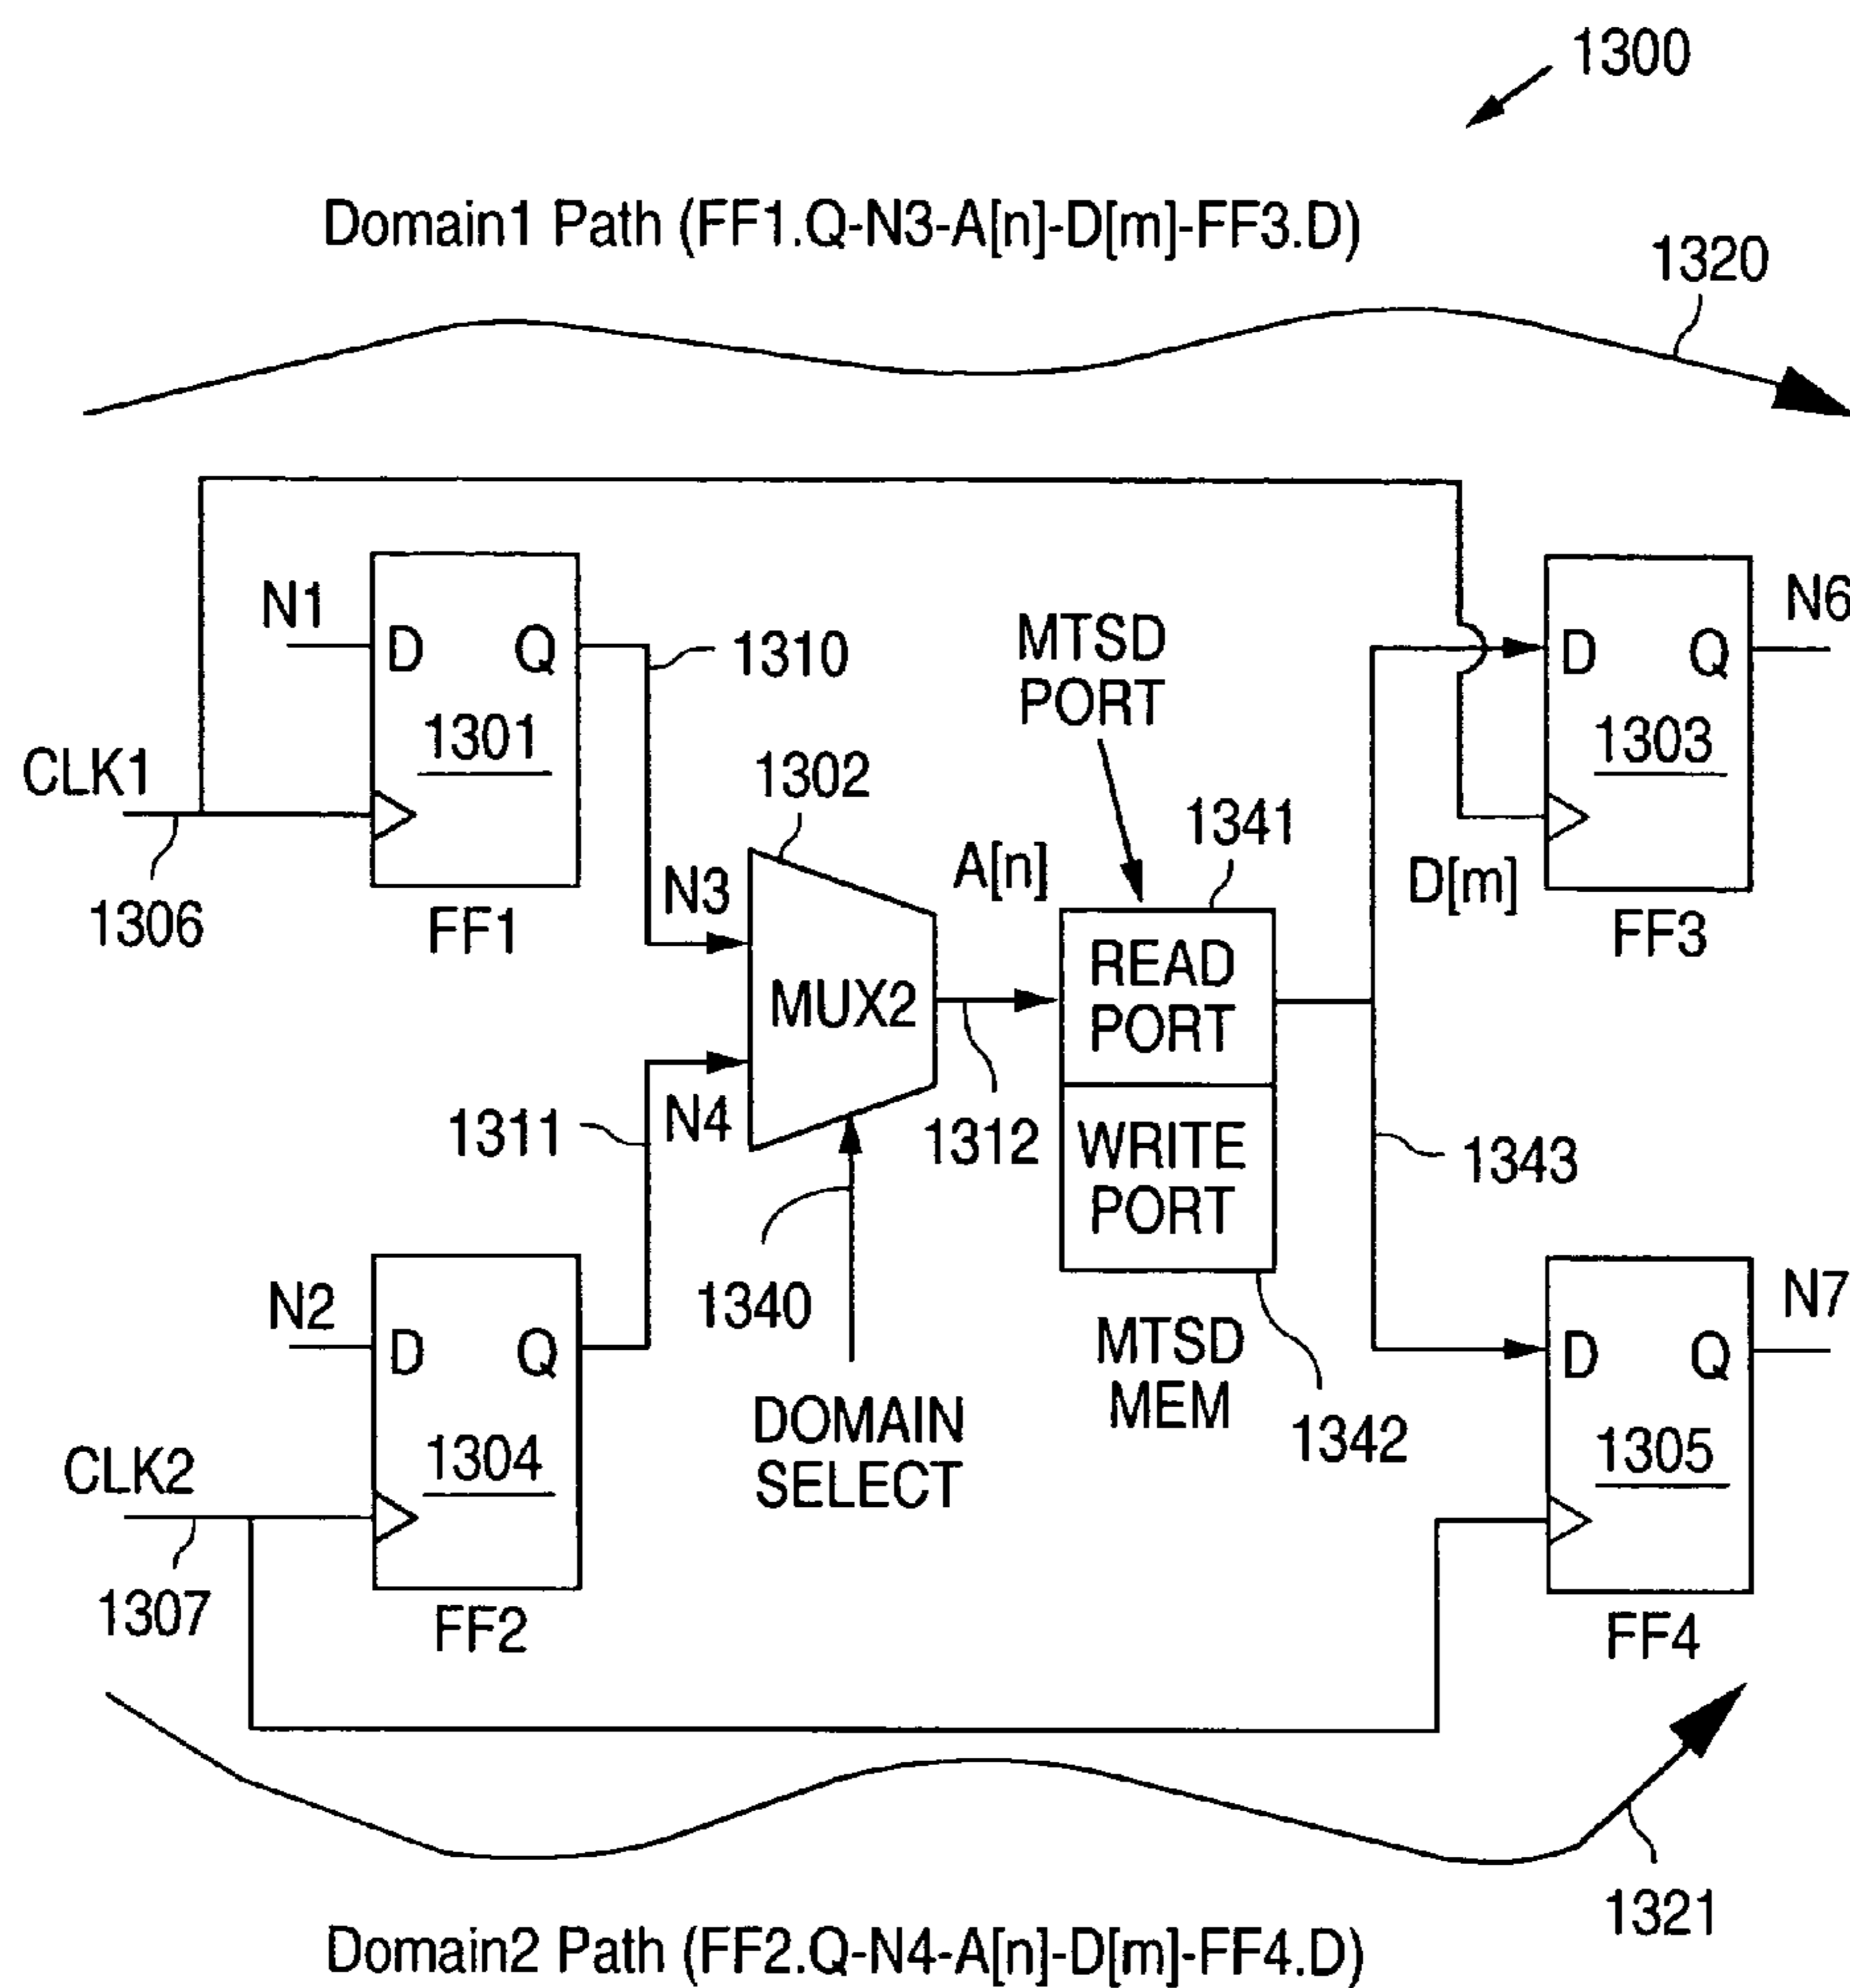 1300
Domain1 Path (FF1.Q-N3-A[n]-D[m]-FF3.D)
1320
N1
D
Q
1301
FF1
1310
CLK1
1306
MTSD
PORT
D
Q
1303
FF3
N6
1302
N3
MUX2
N4
A[n]
1341
READ
PORT
WRITE
PORT
D[m]
1311
1312
1343
N2
D
Q
1304
FF2
1340
DOMAIN
SELECT
MTSD
MEM
1342
D
Q
1305
FF4
N7
CLK2
1307
1321
Domain2 Path (FF2.Q-N4-A[n]-D[m]-FF4.D)